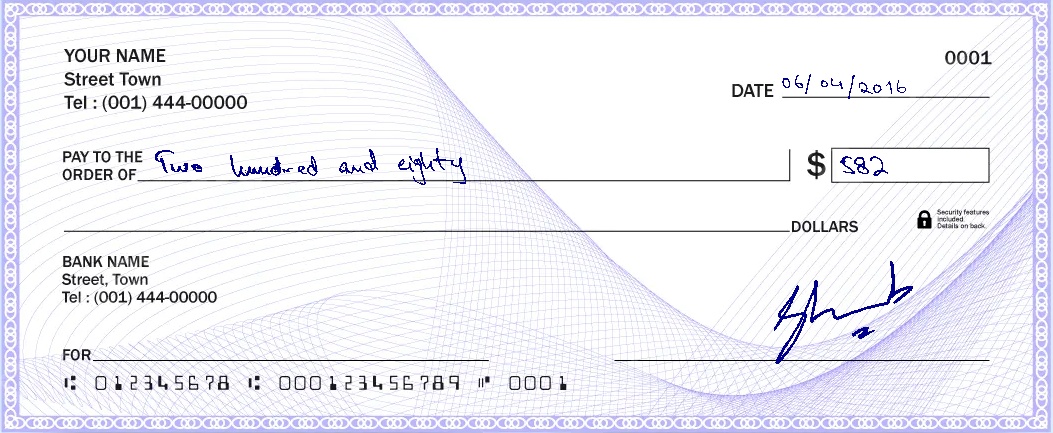 YOUR NAME
0001
Street Town
DATE 06/04/2016
Tel : (001) 444-00000
PAY TO THE
ORDER OF Two hundred and eighty $ 582
Security features
included.
Details on back.
DOLLARS
BANK NAME
Street, Town
Tel : (001) 444-00000
FOR
⑆ 012345678 ⑆ 000123456789 ⑈ 0001